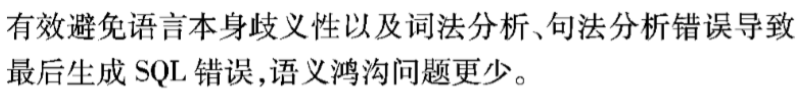 有效避免语言本身歧义性以及词法分析、句法分析错误导致
最后生成 SQL 错误,语义鸿沟问题更少。